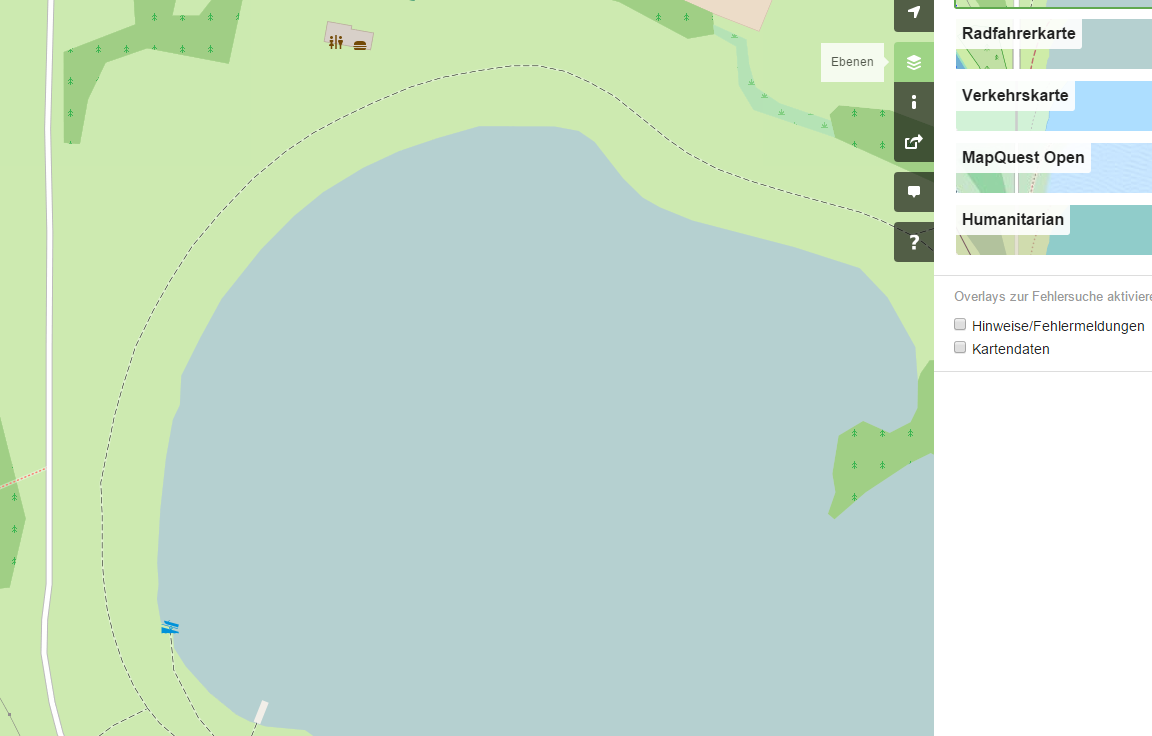 Ebenen
?
Radfahrerkarte
Verkehrskarte
MapQuest Open
Humanitarian
Overlays zur Fehlersuche aktiviere
Hinweise/Fehlermeldungen
Kartendaten